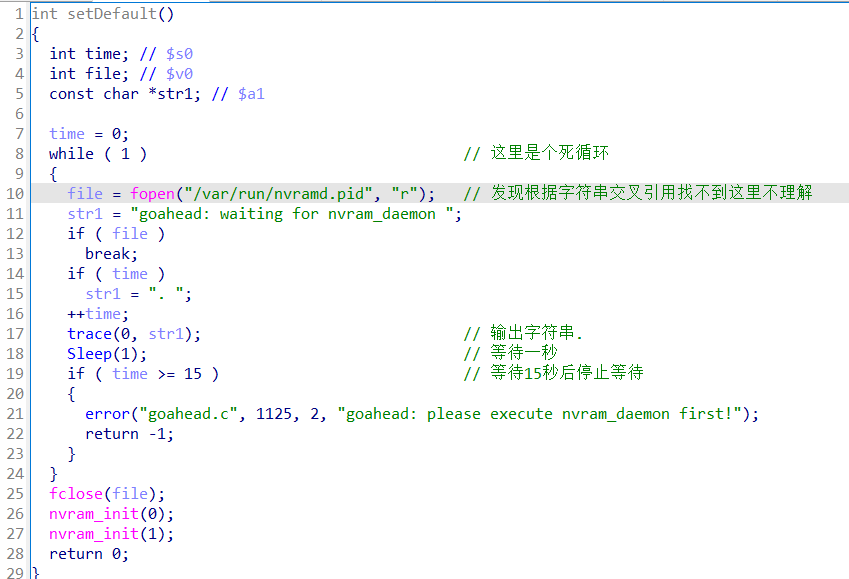 1 int setDefault()
2 {
3   int time; // $s0
4   int file; // $v0
5   const char *str1; // $a1
6
7   time = 0;
8   while ( 1 )                                   // 这里是个死循环
9   {
10     file = fopen("/var/run/nvramd.pid", "r");   // 发现根据字符串交叉引用找不到这里不理解
11     str1 = "goahead: waiting for nvram_daemon ";
12     if ( file )
13       break;
14     if ( time )
15       str1 = ". ";
16     ++time;
17     trace(0, str1);                             // 输出字符串.
18     Sleep(1);                                   // 等待一秒
19     if ( time >= 15 )                           // 等待15秒后停止等待
20     {
21       error("goahead.c", 1125, 2, "goahead: please execute nvram_daemon first!");
22       return -1;
23     }
24   }
25   fclose(file);
26   nvram_init(0);
27   nvram_init(1);
28   return 0;
29 }